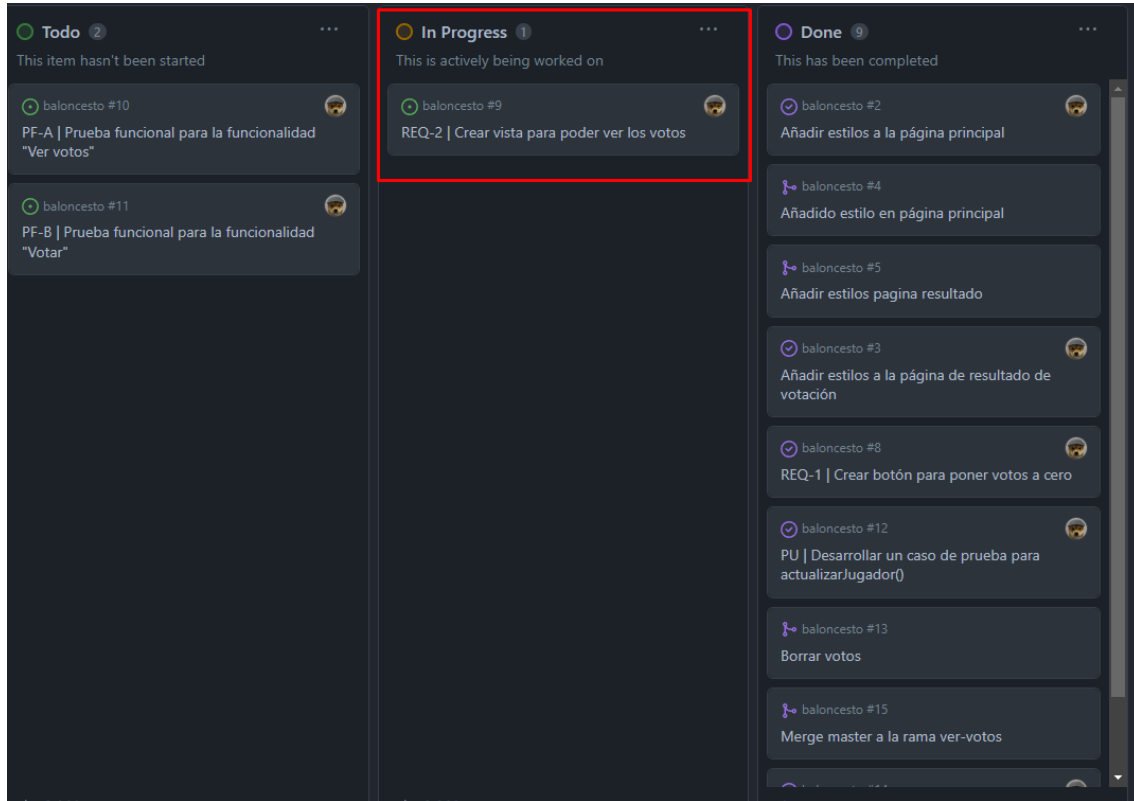 Todo 2
This item hasn't been started
baloncesto #10
PF-A | Prueba funcional para la funcionalidad
"Ver votos"
baloncesto #11
PF-B | Prueba funcional para la funcionalidad
"Votar"
In Progress 1
This is actively being worked on
baloncesto #9
REQ-2 | Crear vista para poder ver los votos
Done 9
This has been completed
baloncesto #2
Añadir estilos a la página principal
baloncesto #4
Añadido estilo en página principal
baloncesto #5
Añadir estilos pagina resultado
baloncesto #3
Añadir estilos a la página de resultado de
votación
baloncesto #8
REQ-1 | Crear botón para poner votos a cero
baloncesto #12
PU | Desarrollar un caso de prueba para
actualizarJugador()
baloncesto #13
Borrar votos
baloncesto #15
Merge master a la rama ver-votos